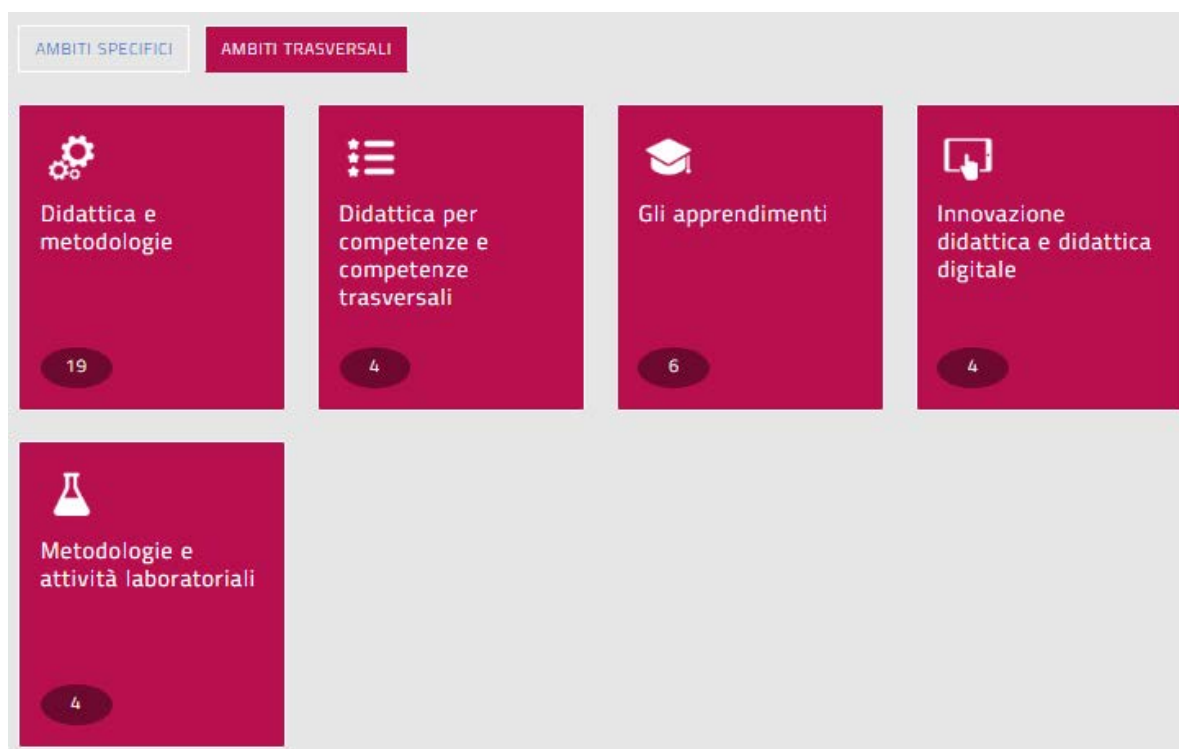 AMBITI SPECIFICI
AMBITI TRASVERSALI
Didattica e
metodologie
19
Didattica per
competenze e
competenze
trasversali
4
Gli apprendimenti
6
Innovazione
didattica e didattica
digitale
4
Metodologie e
attività laboratoriali
4